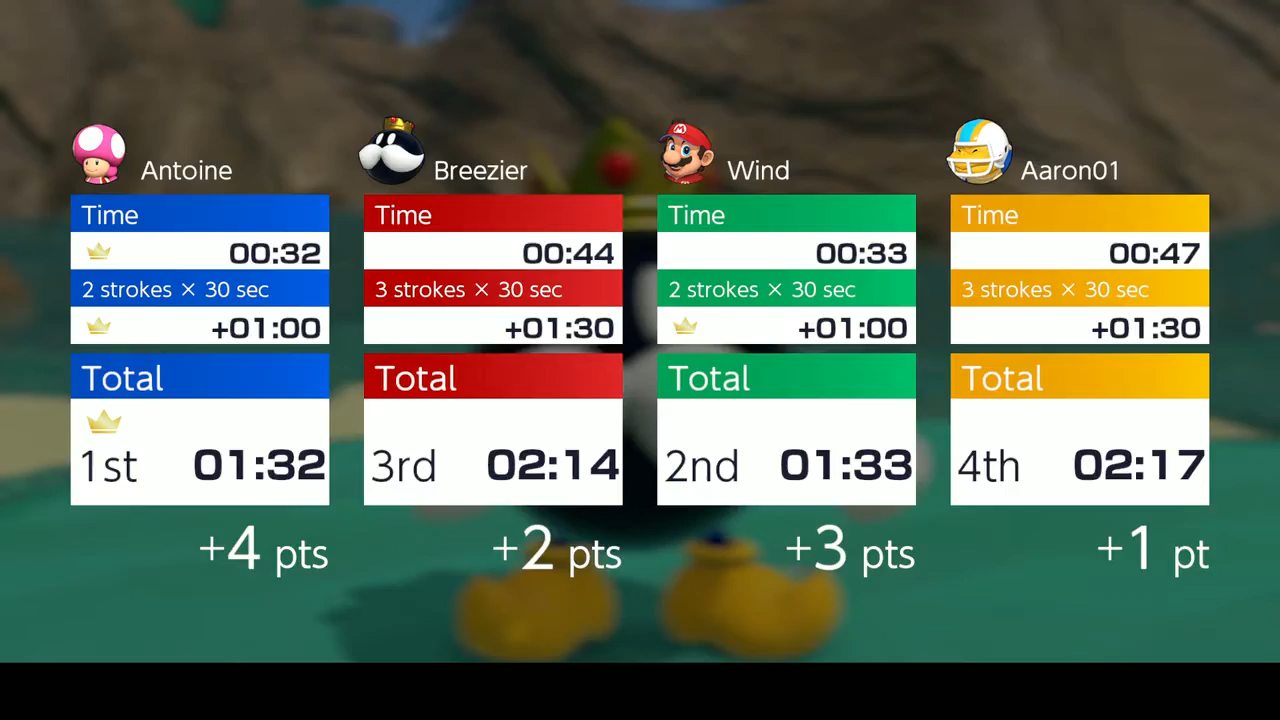 Antoine
Time
00:32
2 strokes × 30 sec
+01:00
Total
1st 01:32
+4 pts
Breezier
Time
00:44
3 strokes × 30 sec
+01:30
Total
3rd 02:14
+2 pts
Wind
Time
00:33
2 strokes × 30 sec
+01:00
Total
2nd 01:33
+3 pts
Aaron01
Time
00:47
3 strokes × 30 sec
+01:30
Total
4th 02:17
+1 pt